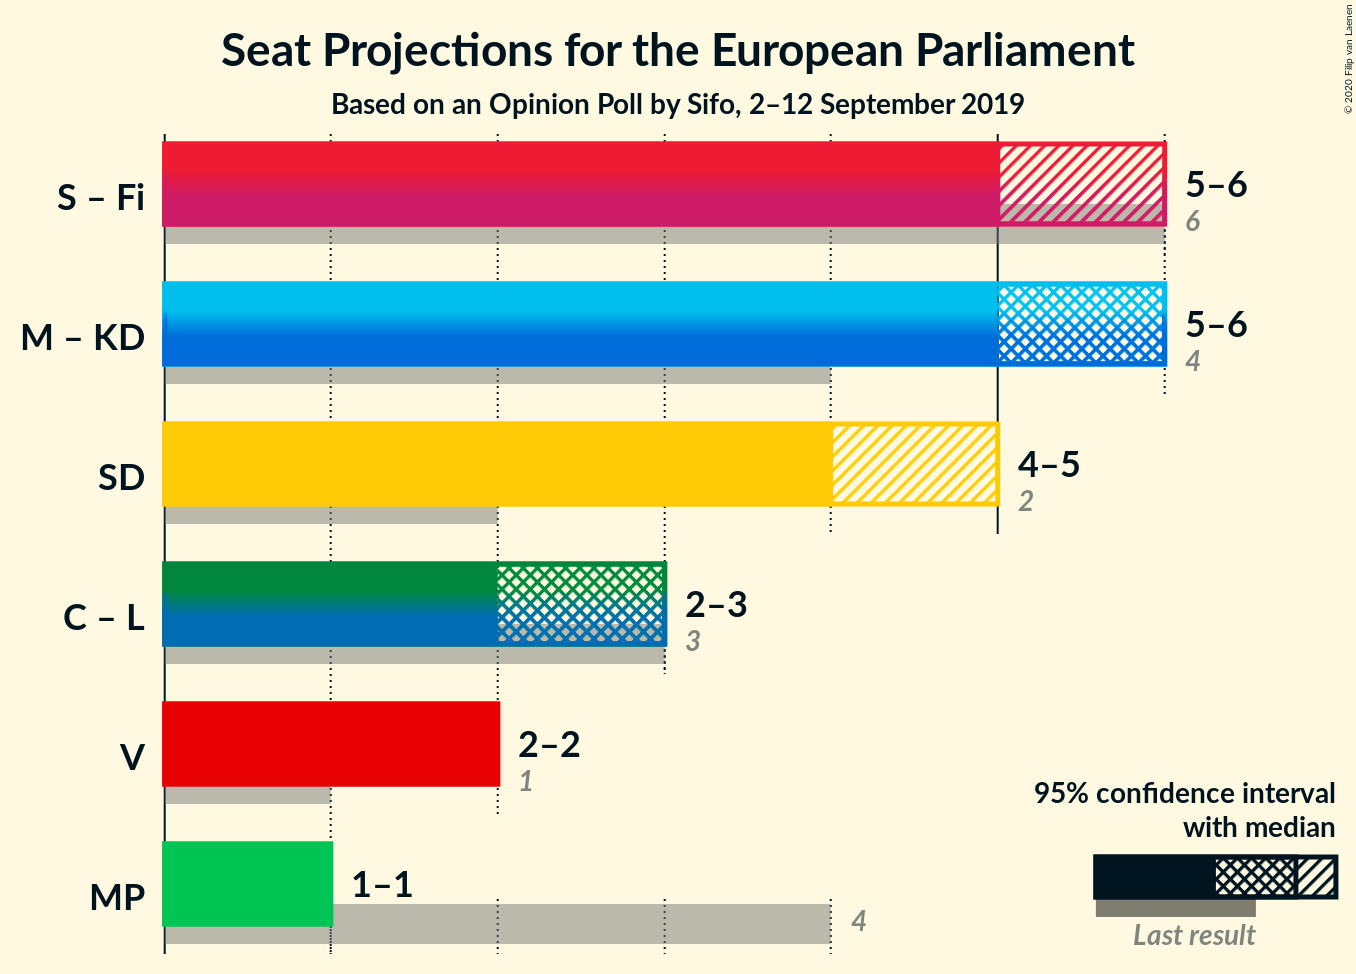 Seat Projections for the European Parliament
Based on an Opinion Poll by Sifo, 2–12 September 2019
© 2020 Filip van Laenen
S – Fi
5–6
6
M – KD
5–6
4
SD
4–5
2
C – L
2–3
3
V
2–2
1
MP
1–1
4
95% confidence interval
with median
Last result